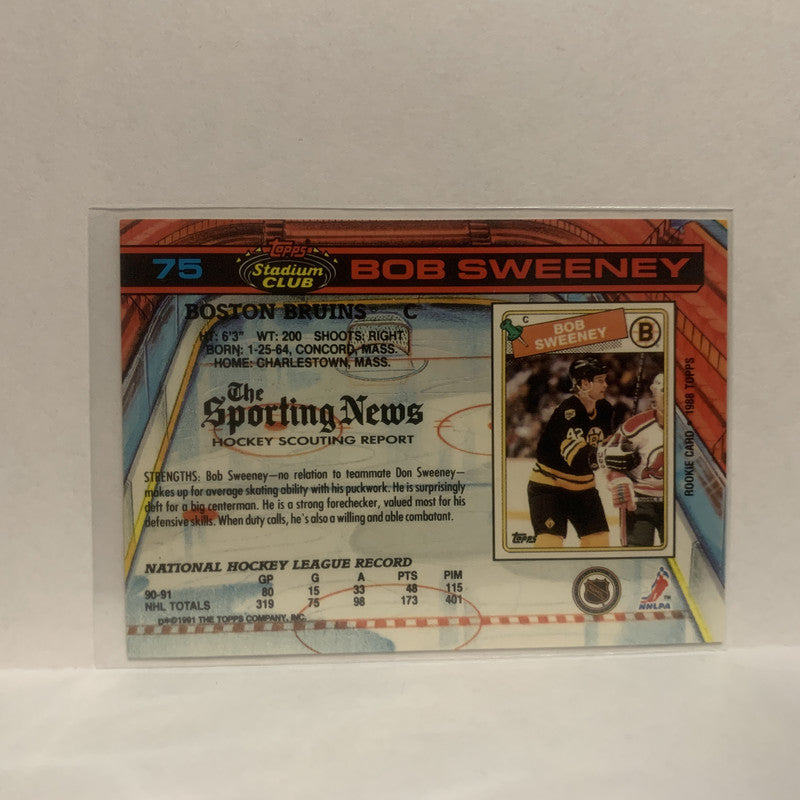 75 Topps Stadium CLUB BOB SWEENEY
BOSTON BRUINS C
HT: 6'3" WT: 200 SHOOTS: RIGHT
BORN: 1-25-64, CONCORD, MASS.
HOME: CHARLESTOWN, MASS.
The
Sporting News
HOCKEY SCOUTING REPORT
STRENGTHS: Bob Sweeney—no relation to teammate Don Sweeney—
makes up for average skating ability with his puckwork. He is surprisingly
deft for a big centerman. He is a strong forechecker, valued most for his
defensive skills. When duty calls, he's also a willing and able combatant.
NATIONAL HOCKEY LEAGUE RECORD
GP G A PTS PIM
90-91 80 15 33 48 115
NHL TOTALS 319 75 98 173 401
©1991 THE TOPPS COMPANY, INC.
C
BOB
SWEENEY
B
42
Topps
ROOKIE CARD • 1988 TOPPS
NHL
NHLPA
TM